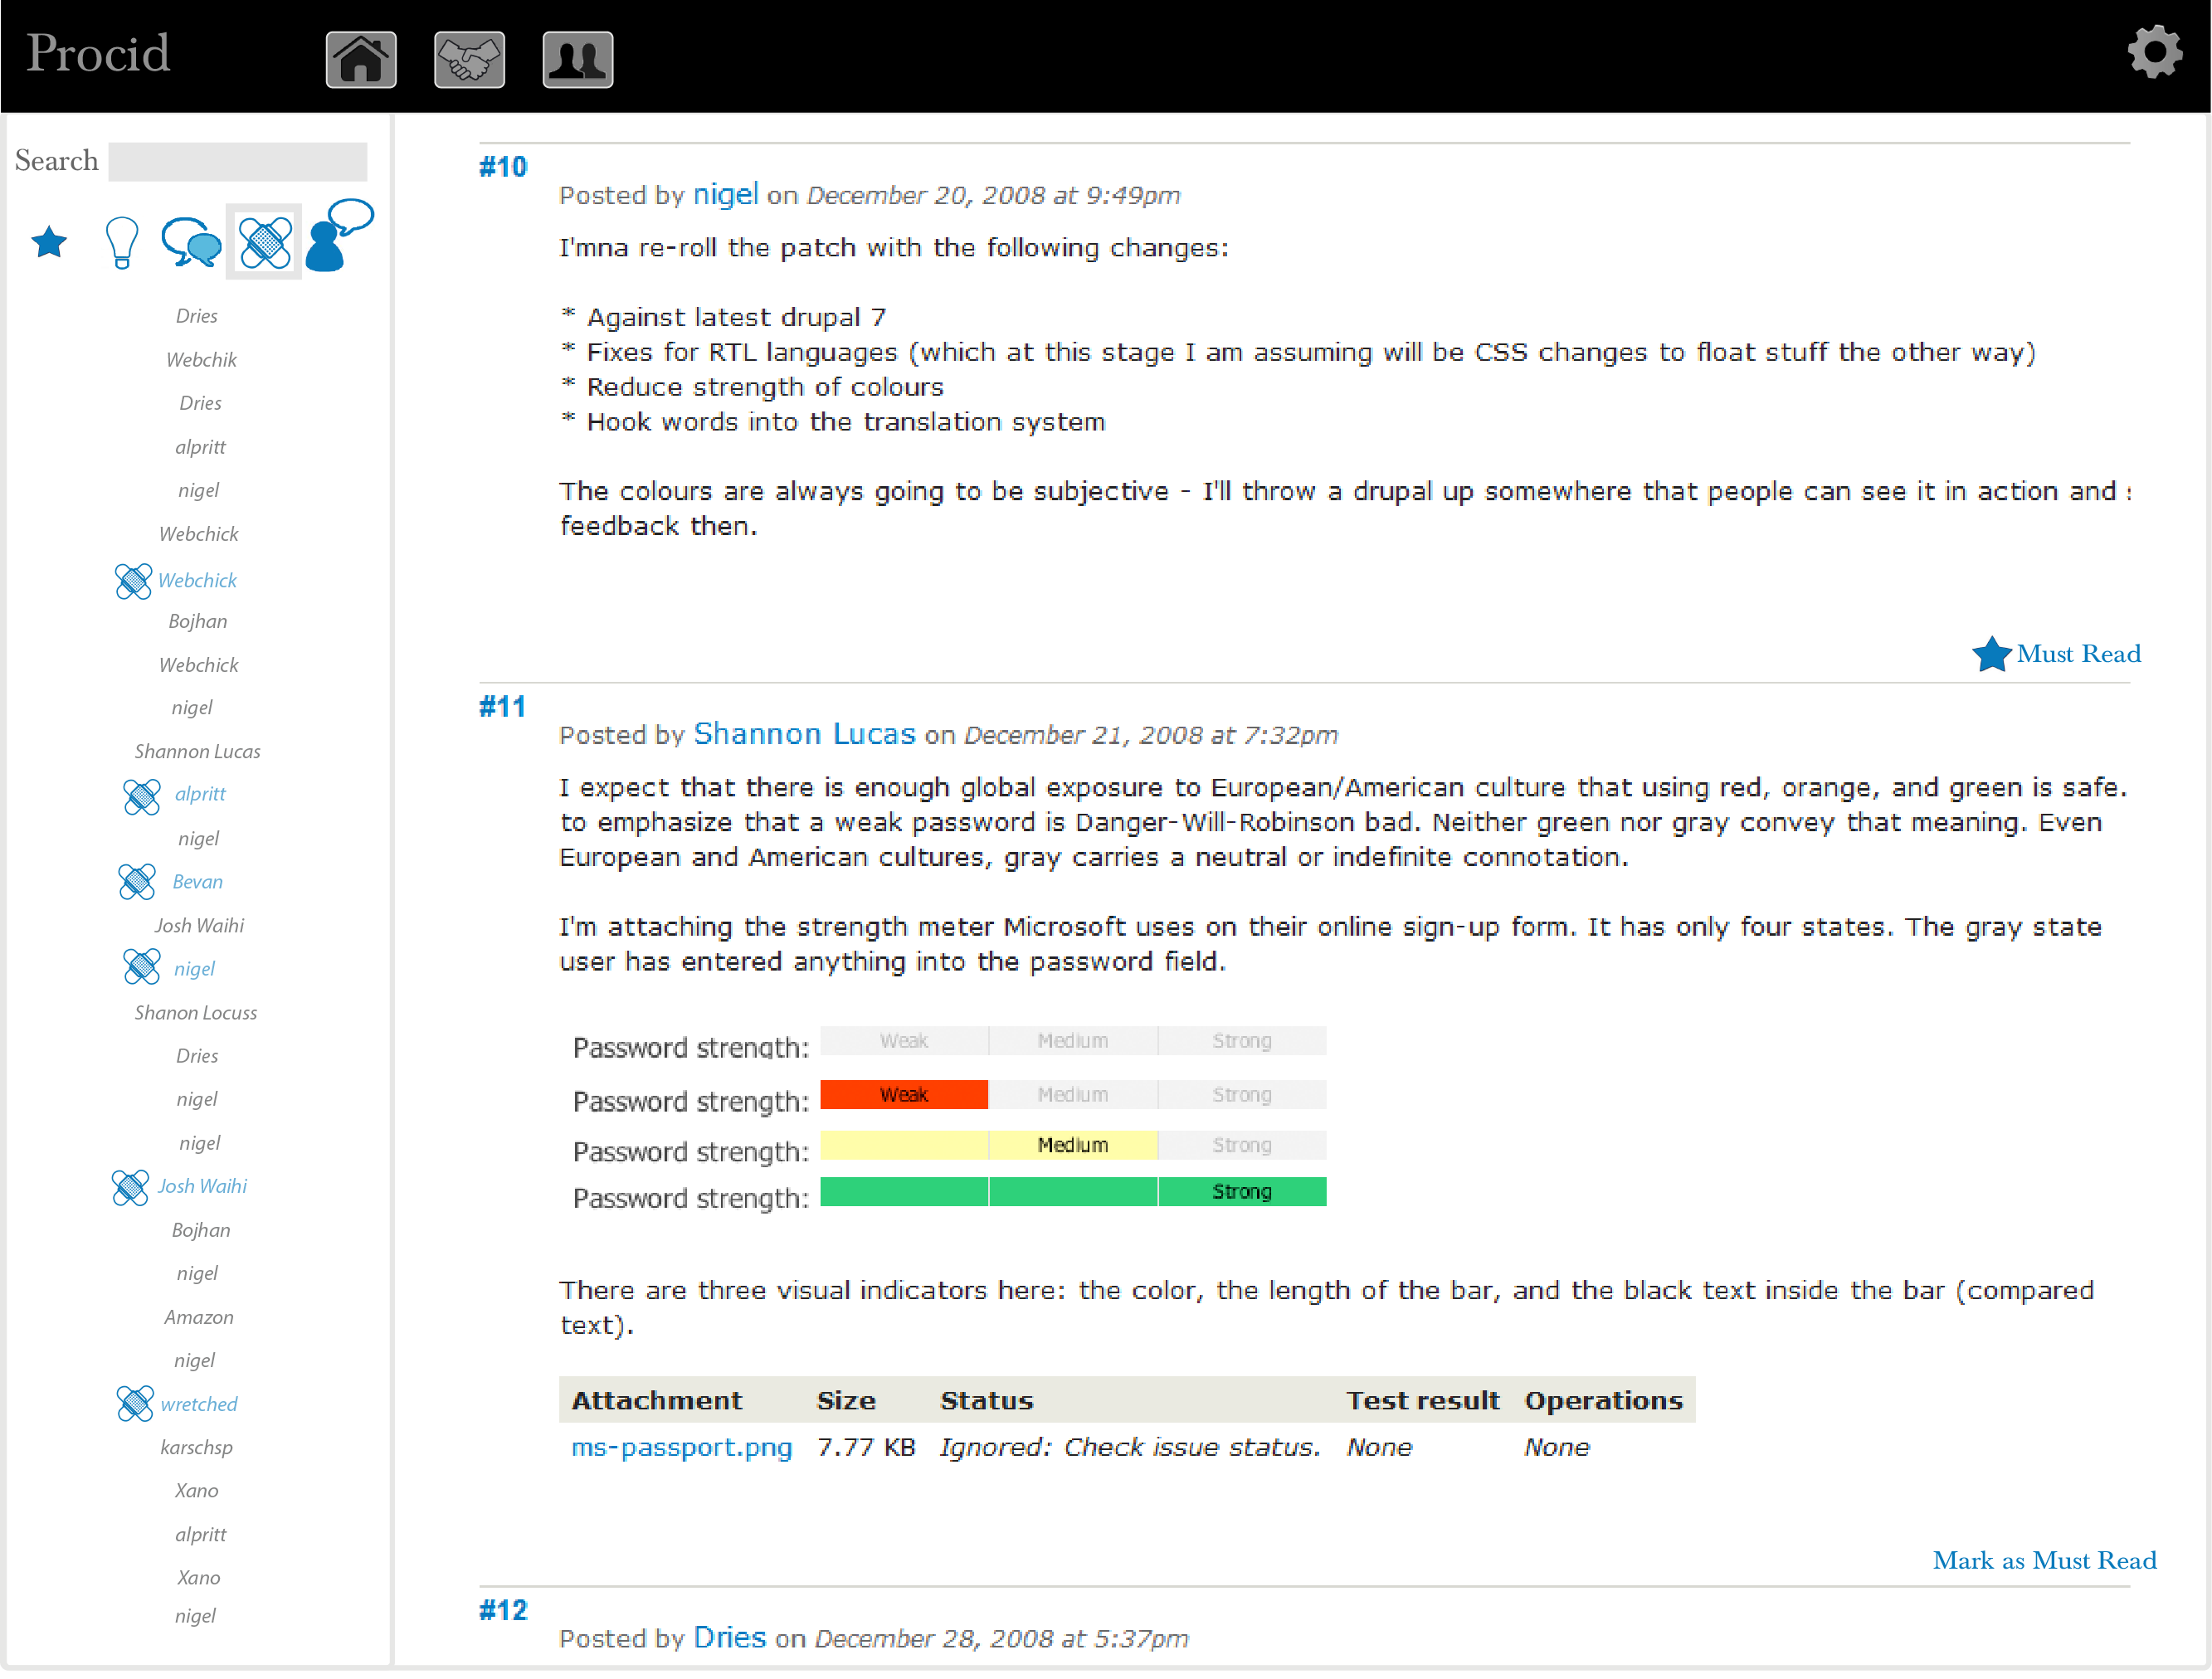 Procid
Search
Dries
Webchik
Dries
alpritt
nigel
Webchick
Webchick
Bojhan
Webchick
nigel
Shannon Lucas
alpritt
nigel
Bevan
Josh Waihi
nigel
Shanon Locuss
Dries
nigel
nigel
Josh Waihi
Bojhan
nigel
Amazon
nigel
wretched
karschsp
Xano
alpritt
Xano
nigel
#10
Posted by nigel on December 20, 2008 at 9:49pm
I'mna re-roll the patch with the following changes:
* Against latest drupal 7
* Fixes for RTL languages (which at this stage I am assuming will be CSS changes to float stuff the other way)
* Reduce strength of colours
* Hook words into the translation system
The colours are always going to be subjective - I'll throw a drupal up somewhere that people can see it in action and
feedback then.
Must Read
#11
Posted by Shannon Lucas on December 21, 2008 at 7:32pm
I expect that there is enough global exposure to European/American culture that using red, orange, and green is safe.
to emphasize that a weak password is Danger-Will-Robinson bad. Neither green nor gray convey that meaning. Even
European and American cultures, gray carries a neutral or indefinite connotation.
I'm attaching the strength meter Microsoft uses on their online sign-up form. It has only four states. The gray state
user has entered anything into the password field.
Password strength: Weak Medium Strong
Password strength: Weak Medium Strong
Password strength: Medium Strong
Password strength: Strong
There are three visual indicators here: the color, the length of the bar, and the black text inside the bar (compared
text).
Attachment Size Status Test result Operations
ms-passport.png 7.77 KB Ignored: Check issue status. None None
Mark as Must Read
#12
Posted by Dries on December 28, 2008 at 5:37pm